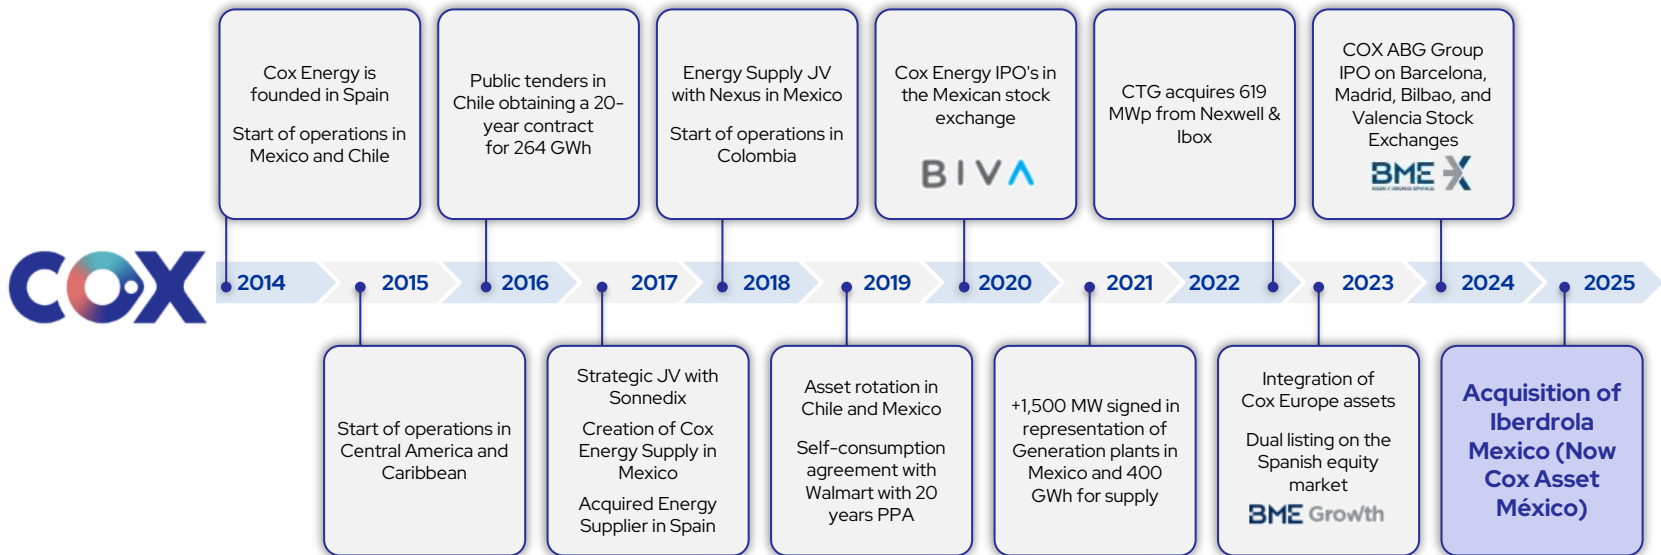 Cox Energy is
founded in Spain
Start of operations in
Mexico and Chile
Public tenders in
Chile obtaining a 20-
year contract
for 264 GWh
Energy Supply JV
with Nexus in Mexico
Start of operations in
Colombia
Cox Energy IPO's in
the Mexican stock
exchange
BIVA
CTG acquires 619
MWp from Nexwell &
Ibox
COX ABG Group
IPO on Barcelona,
Madrid, Bilbao, and
Valencia Stock
Exchanges
BME X
COX
2014
2015
2016
2017
2018
2019
2020
2021
2022
2023
2024
2025
Start of operations in
Central America and
Caribbean
Strategic JV with
Sonnedix
Creation of Cox
Energy Supply in
Mexico
Acquired Energy
Supplier in Spain
Asset rotation in
Chile and Mexico
Self-consumption
agreement with
Walmart with 20
years PPA
+1,500 MW signed in
representation of
Generation plants in
Mexico and 400
GWh for supply
Integration of
Cox Europe assets
Dual listing on the
Spanish equity
market
BME Growth
Acquisition of
Iberdrola
Mexico (Now
Cox Asset
México)